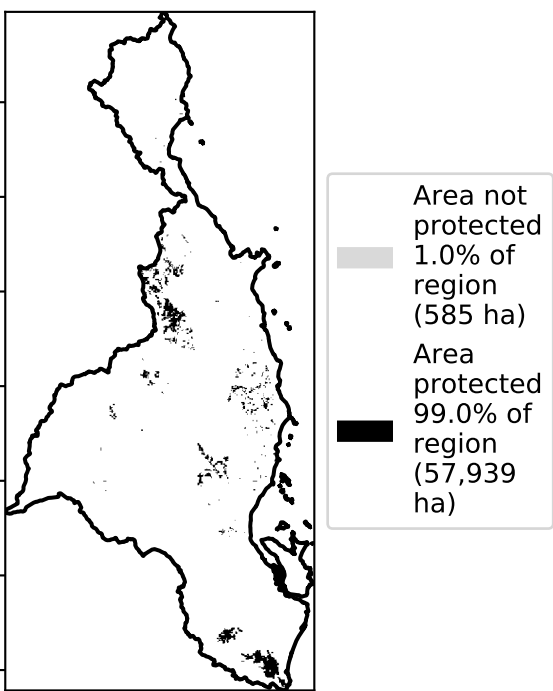 Area not
protected
1.0% of
region
(585 ha)
Area
protected
99.0% of
region
(57,939
ha)